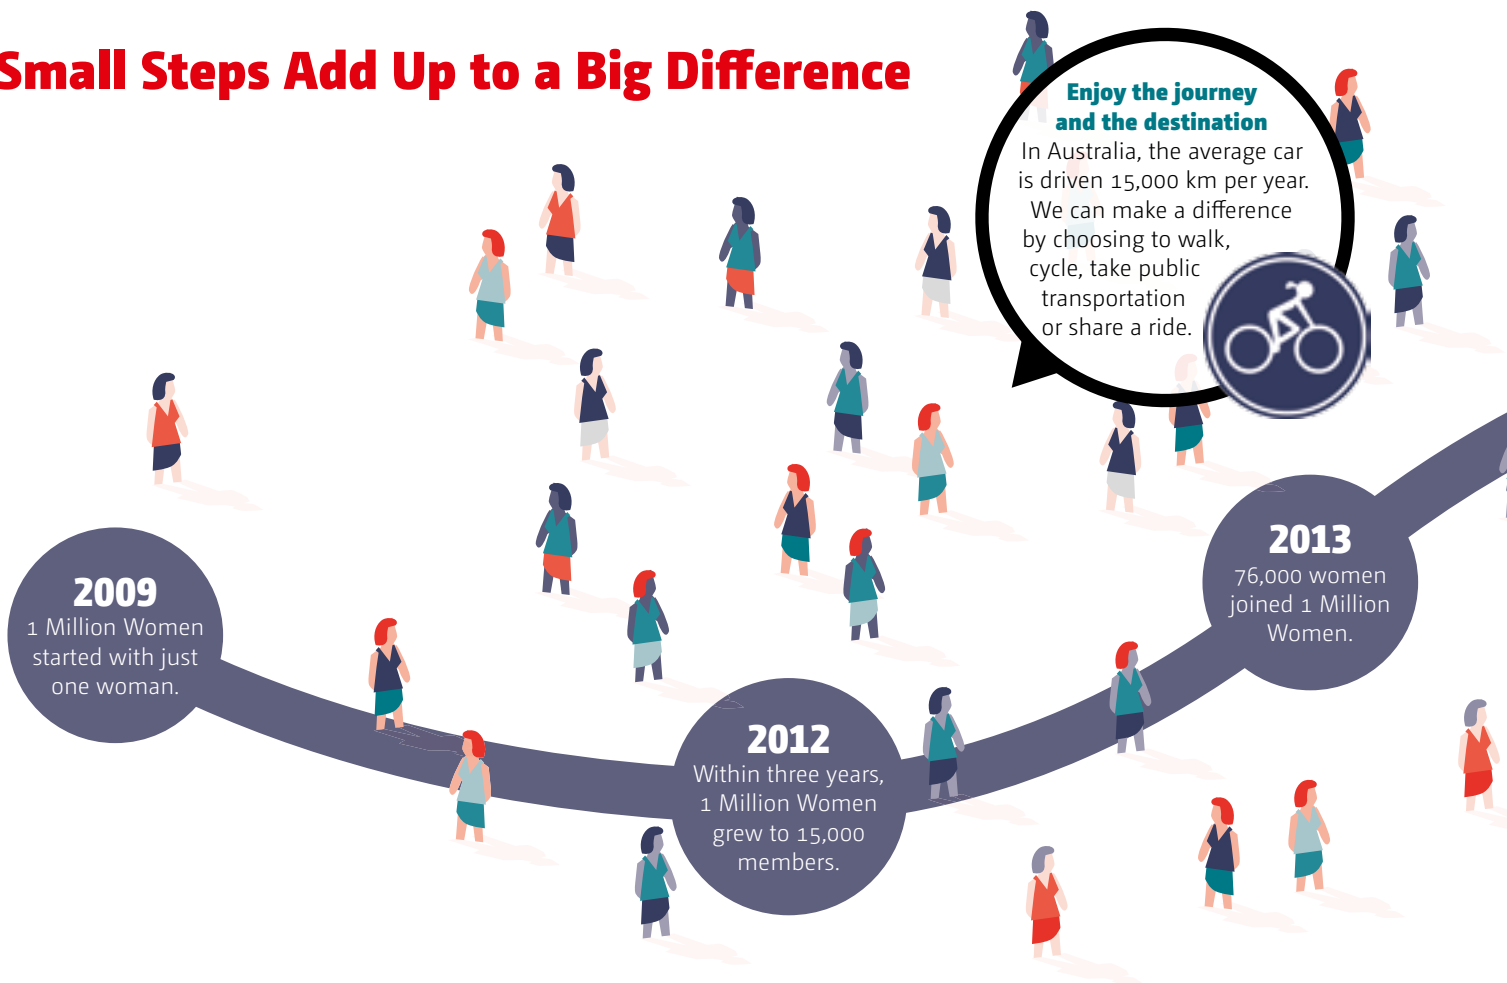 Small Steps Add Up to a Big Difference
Enjoy the journey
and the destination
In Australia, the average car
is driven 15,000 km per year.
We can make a difference
by choosing to walk,
cycle, take public
transportation
or share a ride.
2009
1 Million Women
started with just
one woman.
2012
Within three years,
1 Million Women
grew to 15,000
members.
2013
76,000 women
joined 1 Million
Women.